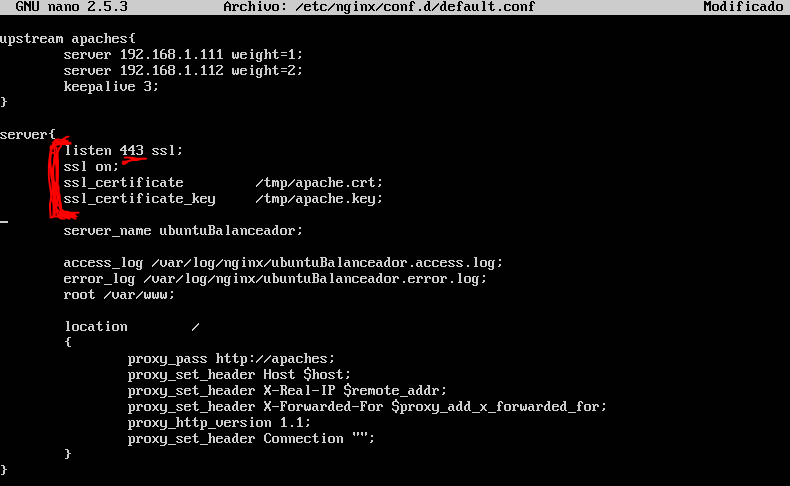 GNU nano 2.5.3 Archivo: /etc/nginx/conf.d/default.conf Modificado
upstream apaches{
server 192.168.1.111 weight=1;
server 192.168.1.112 weight=2;
keepalive 3;
}
server{
listen 443 ssl;
ssl on;
ssl_certificate /tmp/apache.crt;
ssl_certificate_key /tmp/apache.key;
server_name ubuntuBalanceador;
access_log /var/log/nginx/ubuntuBalanceador.access.log;
error_log /var/log/nginx/ubuntuBalanceador.error.log;
root /var/www;
location /
{
proxy_pass http://apaches;
proxy_set_header Host $host;
proxy_set_header X-Real-IP $remote_addr;
proxy_set_header X-Forwarded-For $proxy_add_x_forwarded_for;
proxy_http_version 1.1;
proxy_set_header Connection "";
}
}